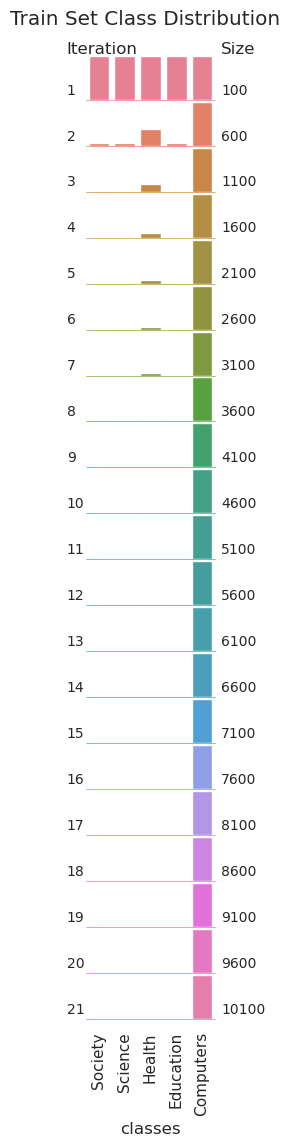 Train Set Class Distribution
Iteration Size
1 100
2 600
3 1100
4 1600
5 2100
6 2600
7 3100
8 3600
9 4100
10 4600
11 5100
12 5600
13 6100
14 6600
15 7100
16 7600
17 8100
18 8600
19 9100
20 9600
21 10100
Society
Science
Health
Education
Computers
classes